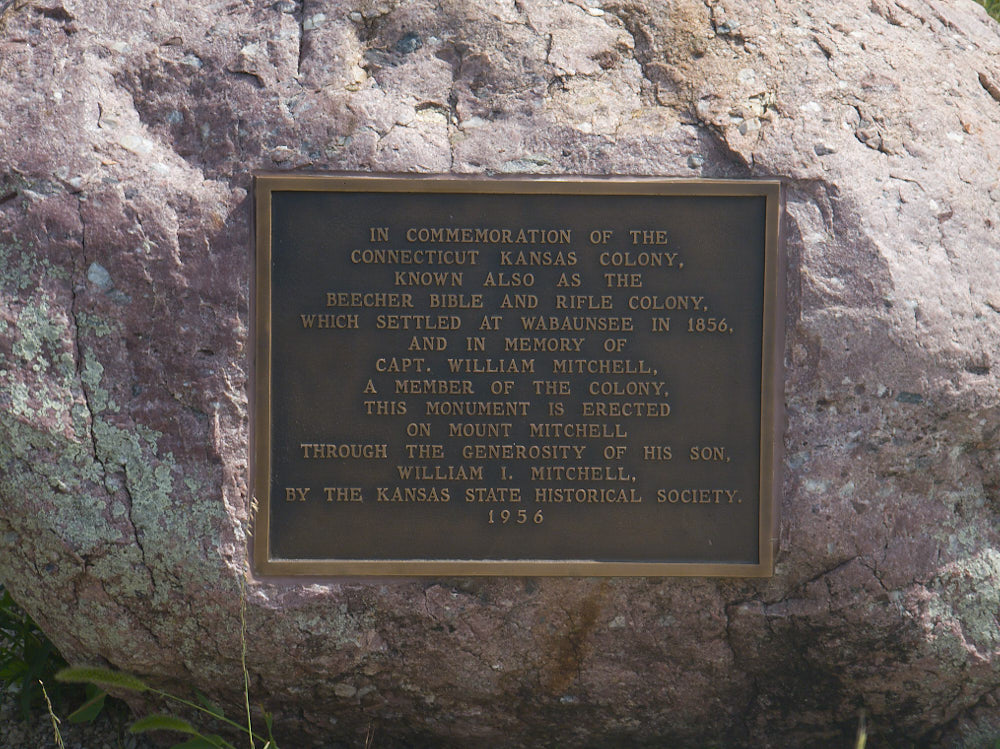 IN COMMEMORATION OF THE
CONNECTICUT KANSAS COLONY,
KNOWN ALSO AS THE
BEECHER BIBLE AND RIFLE COLONY,
WHICH SETTLED AT WABAUNSEE IN 1856,
AND IN MEMORY OF
CAPT. WILLIAM MITCHELL,
A MEMBER OF THE COLONY,
THIS MONUMENT IS ERECTED
ON MOUNT MITCHELL
THROUGH THE GENEROSITY OF HIS SON,
WILLIAM I. MITCHELL,
BY THE KANSAS STATE HISTORICAL SOCIETY.
1956